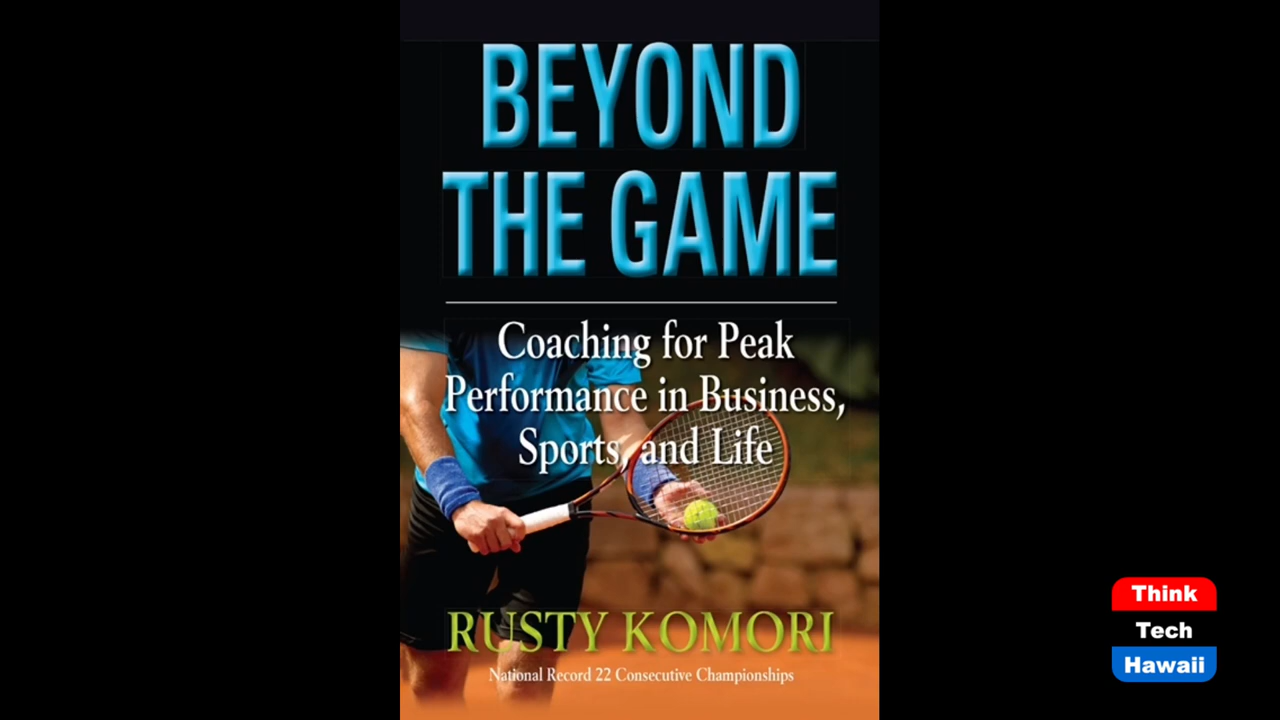 BEYOND
THE GAME
Coaching for Peak
Performance in Business,
Sports, and Life
RUSTY KOMORI
National Record 22 Consecutive Championships
Think
Tech
Hawaii